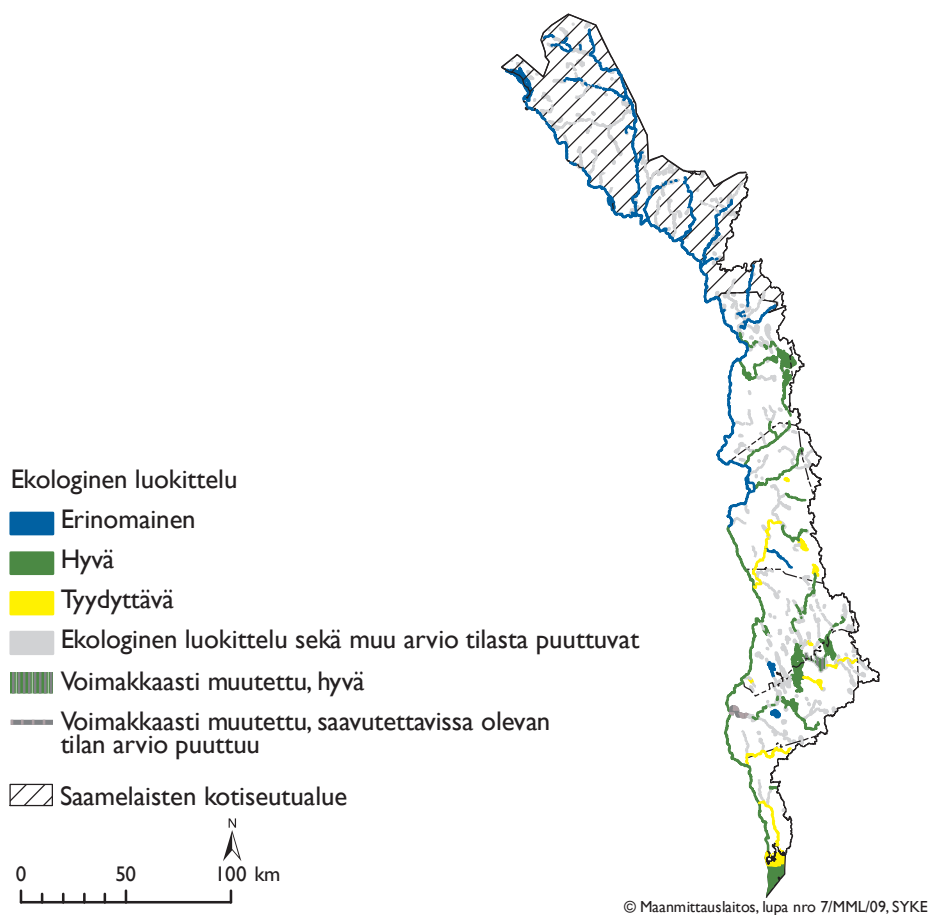 Ekologinen luokittelu
Erinomainen
Hyvä
Tyydyttävä
Ekologinen luokittelu sekä muu arvio tilasta puuttuvat
Voimakkaasti muutettu, hyvä
Voimakkaasti muutettu, saavutettavissa olevan
tilan arvio puuttuu
Saamelaisten kotiseutualue
N
0 50 100 km
© Maanmittauslaitos, lupa nro 7/MML/09, SYKE